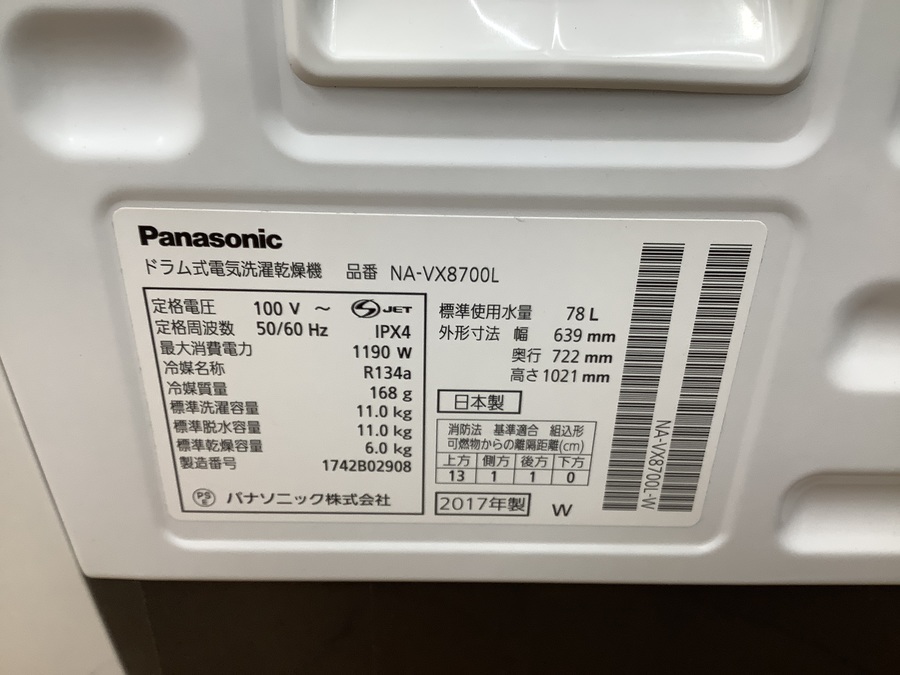 Panasonic
ドラム式電気洗濯乾燥機 品番 NA-VX8700L
定格電圧 100 V ～ S JET
定格周波数 50/60 Hz IPX4
最大消費電力 1190 W
冷媒名称 R134a
冷媒質量 168 g
標準洗濯容量 11.0 kg
標準脱水容量 11.0 kg
標準乾燥容量 6.0 kg
製造番号 1742B02908
PS E パナソニック株式会社
標準使用水量 78 L
外形寸法 幅 639 mm
奥行 722 mm
高さ 1021 mm
日本製
消防法 基準適合 組込形
可燃物からの離隔距離(cm)
上方 側方 後方 下方
13 1 1 0
2017年製 W
NA-VX8700L-W